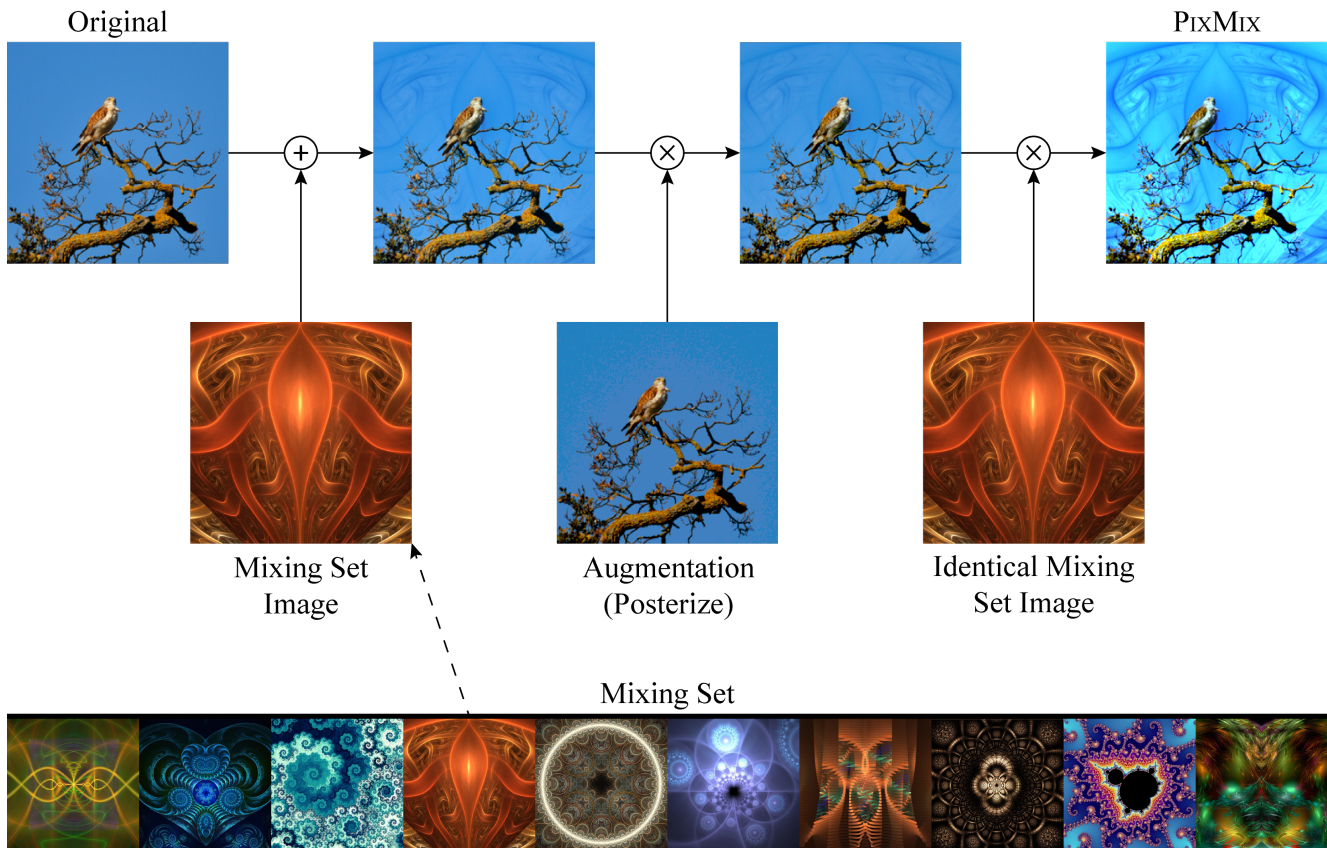 Original
PIXMIX
Mixing Set
Image
Augmentation
(Posterize)
Identical Mixing
Set Image
Mixing Set